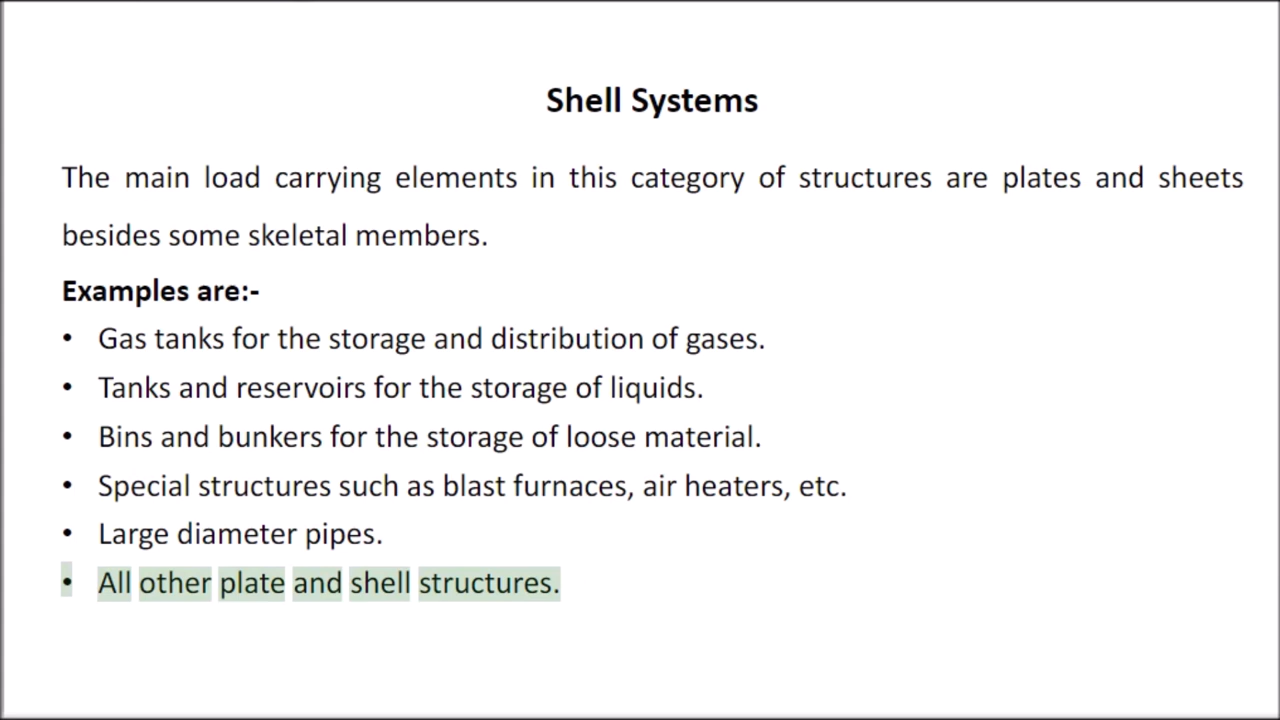 Shell Systems
The main load carrying elements in this category of structures are plates and sheets
besides some skeletal members.
Examples are:-
• Gas tanks for the storage and distribution of gases.
• Tanks and reservoirs for the storage of liquids.
• Bins and bunkers for the storage of loose material.
• Special structures such as blast furnaces, air heaters, etc.
• Large diameter pipes.
• All other plate and shell structures.